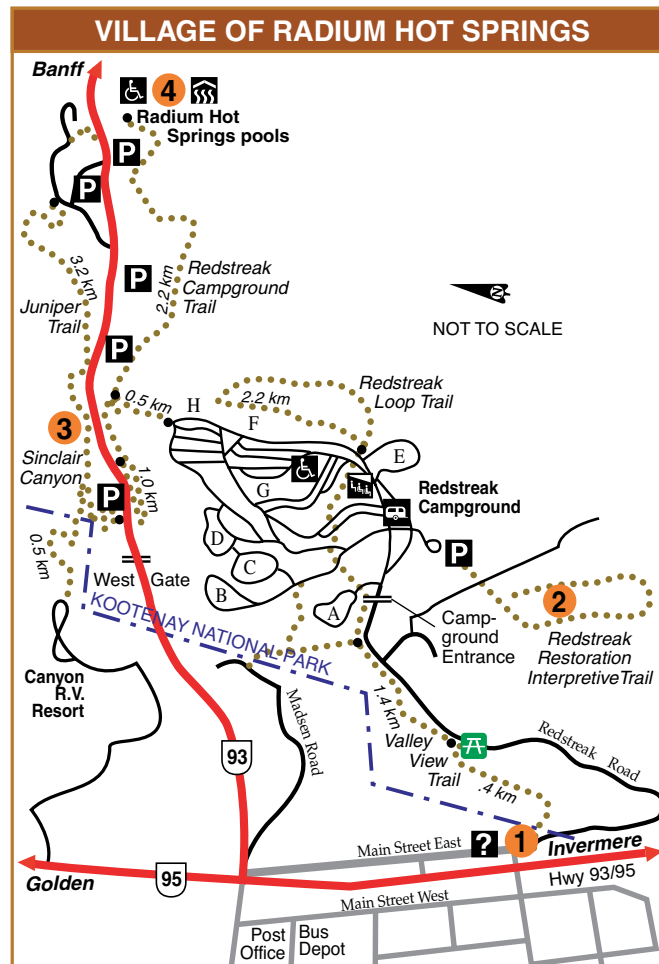 VILLAGE OF RADIUM HOT SPRINGS
Banff
4
Radium Hot
Springs pools
P
P
3.2 km
2.2 km
Redstreak
Campground
Trail
P
Juniper
Trail
N
NOT TO SCALE
P
Redstreak
Loop Trail
0.5 km
H
2.2 km
F
3
Sinclair
Canyon
1.0 km
E
G
P
Redstreak
Campground
D
0.5 km
West Gate
C
P
B
A
2
Camp-
ground
Entrance
Redstreak
Restoration
Interpretive Trail
KOOTENAY NATIONAL PARK
Canyon
R.V.
Resort
Madsen Road
1.4 km
Valley
View
Trail
Redstreak Road
93
.4 km
Main Street East
?
1
Invermere
Golden
95
Hwy 93/95
Main Street West
Post
Office
Bus
Depot